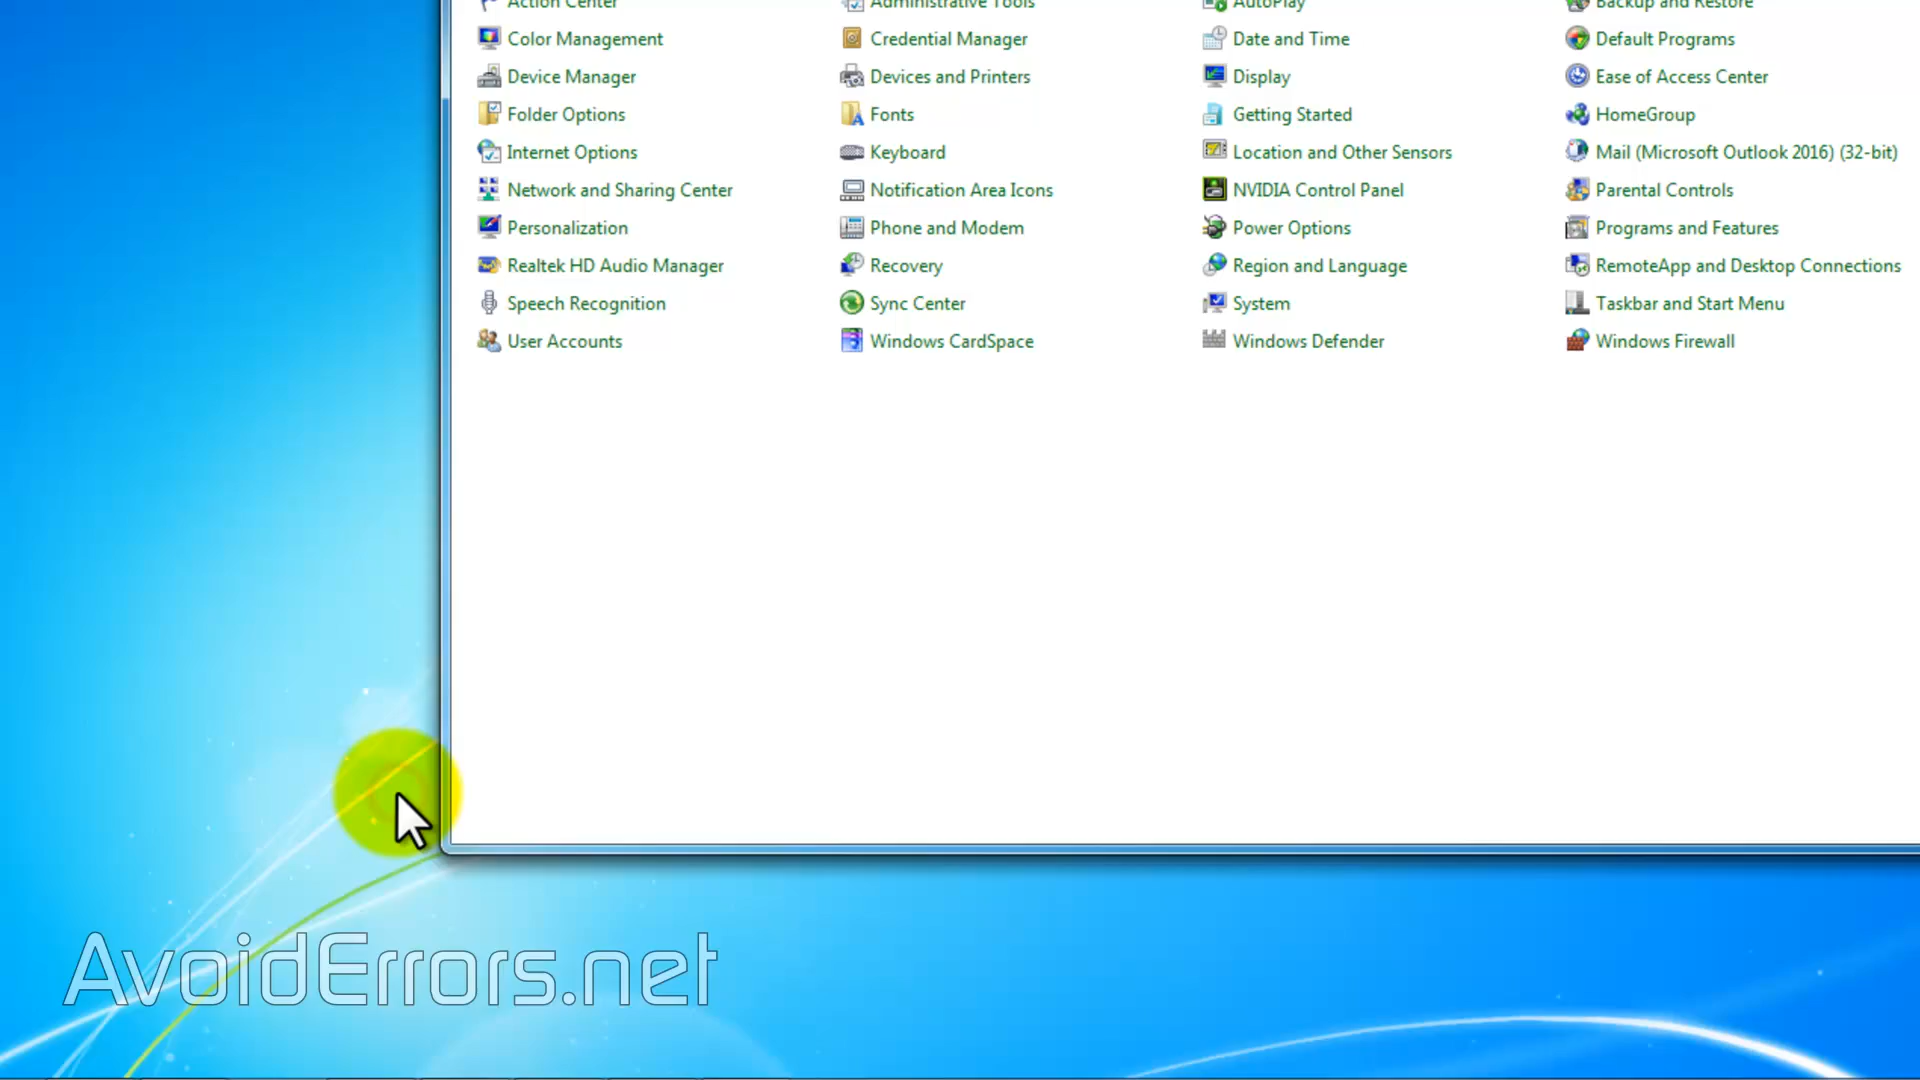 Action Center Administrative Tools AutoPlay Backup and Restore
Color Management Credential Manager Date and Time Default Programs
Device Manager Devices and Printers Display Ease of Access Center
Folder Options Fonts Getting Started HomeGroup
Internet Options Keyboard Location and Other Sensors Mail (Microsoft Outlook 2016) (32-bit)
Network and Sharing Center Notification Area Icons NVIDIA Control Panel Parental Controls
Personalization Phone and Modem Power Options Programs and Features
Realtek HD Audio Manager Recovery Region and Language RemoteApp and Desktop Connections
Speech Recognition Sync Center System Taskbar and Start Menu
User Accounts Windows CardSpace Windows Defender Windows Firewall
AvoidErrors.net